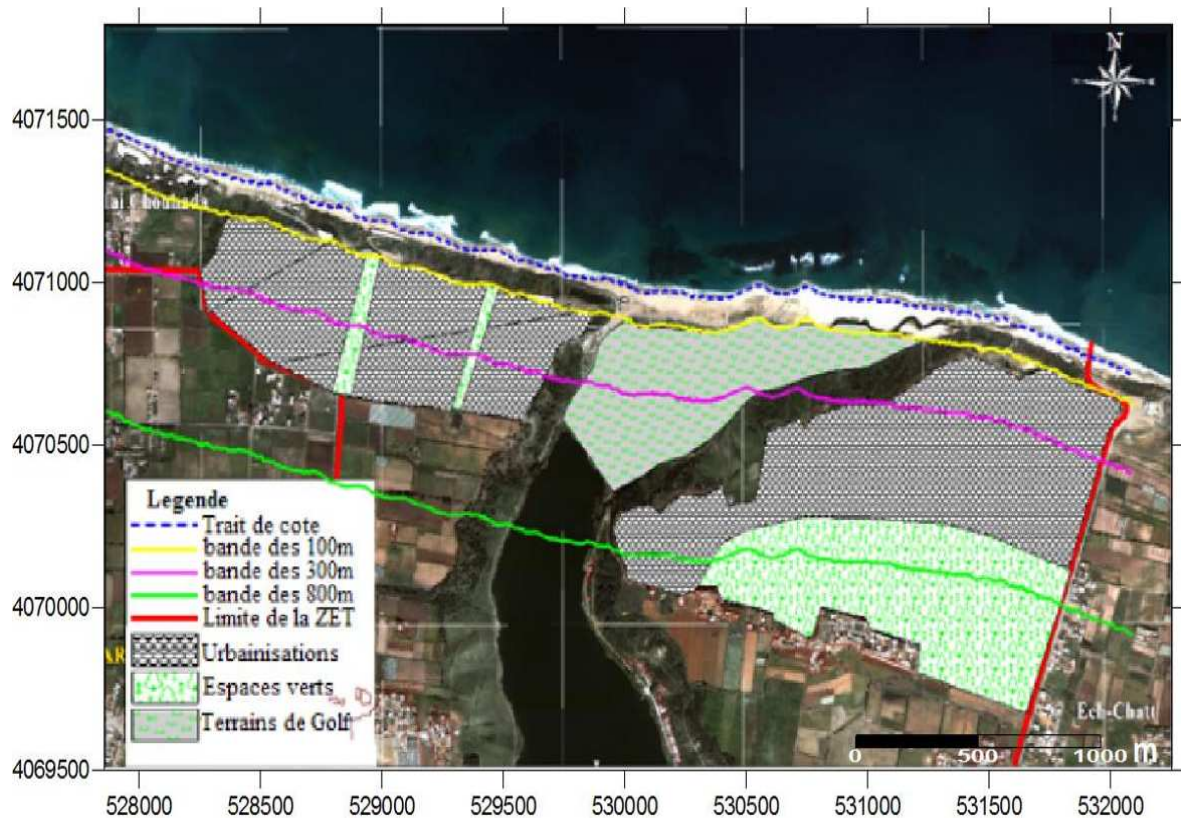 N
4071500
4071000
4070500
4070000
4069500
Legende
Trait de cote
bande des 100m
bande des 300m
bande des 800m
Limite de la ZET
Urbainisations
Espaces verts
Terrains de Golf
Ech-Chatt
0 500 1000 m
528000 528500 529000 529500 530000 530500 531000 531500 532000